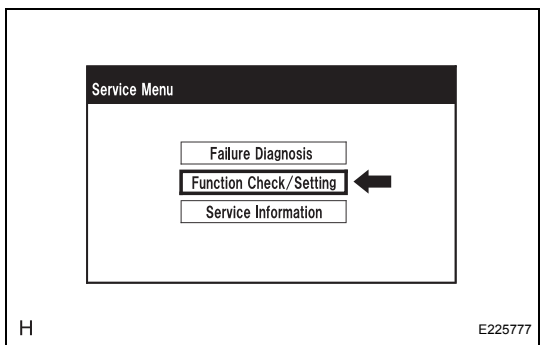 Service Menu
Failure Diagnosis
Function Check/Setting
Service Information
H
E225777